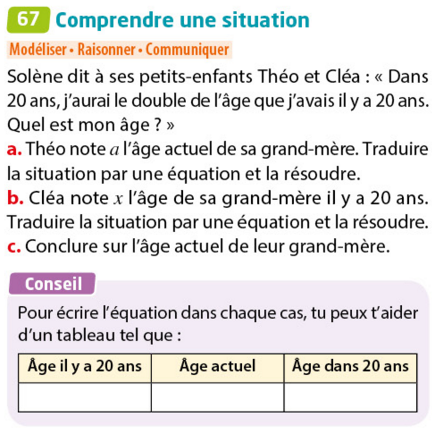 67 Comprendre une situation
Modéliser • Raisonner • Communiquer
Solène dit à ses petits-enfants Théo et Cléa : « Dans
20 ans, j’aurai le double de l’âge que j’avais il y a 20 ans.
Quel est mon âge ? »
a. Théo note a l’âge actuel de sa grand-mère. Traduire
la situation par une équation et la résoudre.
b. Cléa note x l’âge de sa grand-mère il y a 20 ans.
Traduire la situation par une équation et la résoudre.
c. Conclure sur l’âge actuel de leur grand-mère.
Conseil
Pour écrire l’équation dans chaque cas, tu peux t’aider
d’un tableau tel que :
Âge il y a 20 ans Âge actuel Âge dans 20 ans